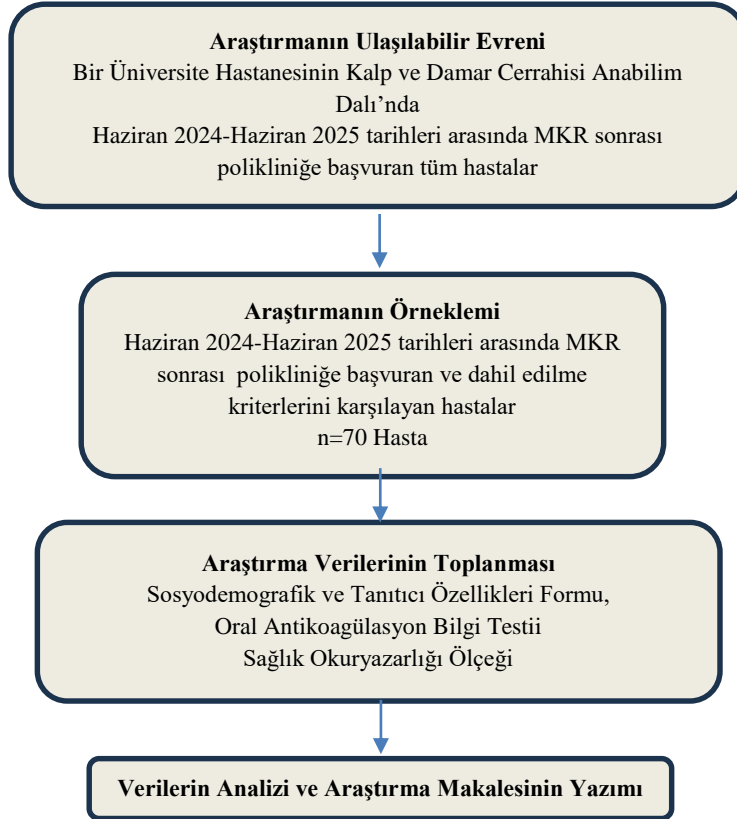 Araştırmanın Ulaşılabilir Evreni
Bir Üniversite Hastanesinin Kalp ve Damar Cerrahisi Anabilim
Dalı’nda
Haziran 2024-Haziran 2025 tarihleri arasında MKR sonrası
polikliniğe başvuran tüm hastalar
Araştırmanın Örneklemi
Haziran 2024-Haziran 2025 tarihleri arasında MKR
sonrası polikliniğe başvuran ve dahil edilme
kriterlerini karşılayan hastalar
n=70 Hasta
Araştırma Verilerinin Toplanması
Sosyodemografik ve Tanıtıcı Özellikleri Formu,
Oral Antikoagülasyon Bilgi Testii
Sağlık Okuryazarlığı Ölçeği
Verilerin Analizi ve Araştırma Makalesinin Yazımı